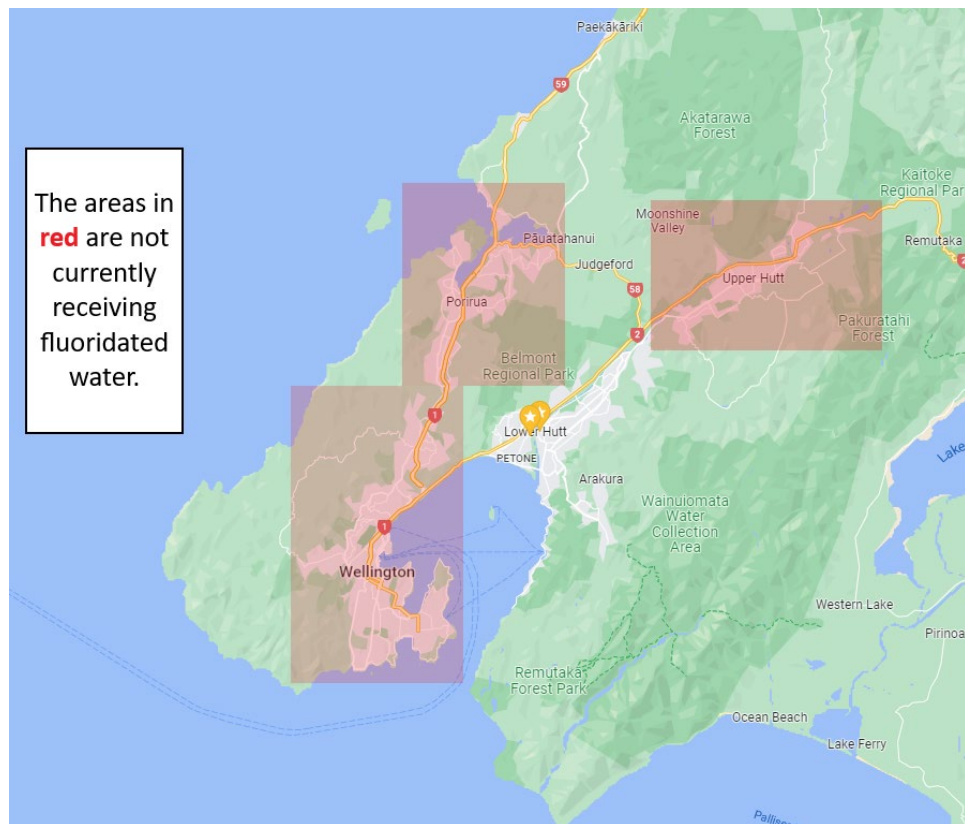 Paekākāriki
59
Akatarawa
Forest
The areas in
red are not
currently
receiving
fluoridated
water.
Kaitoke
Regional Park
Moonshine
Valley
Pāuatahanui
Remutaka
Judgeford
2
Upper Hutt
58
Porirua
Pakuratahi
Forest
2
Belmont
Regional Park
1
Lower Hutt
PETONE
Lake
Arakura
Wainuiomata
Water
Collection
Area
1
Wellington
Western Lake
Pirinoa
Remutaka
Forest Park
Ocean Beach
Lake Ferry